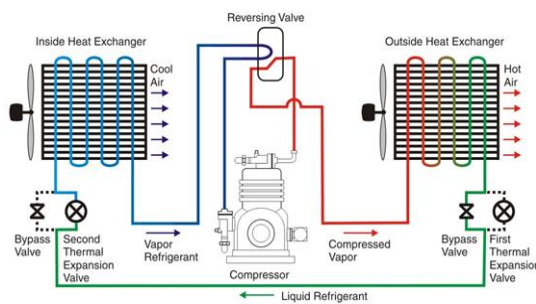 Reversing Valve
Inside Heat Exchanger
Outside Heat Exchanger
Cool
Air
Hot
Air
Bypass
Valve
Second
Thermal
Expansion
Valve
Vapor
Refrigerant
Compressor
Compressed
Vapor
Bypass
Valve
First
Thermal
Expansion
Valve
Liquid Refrigerant